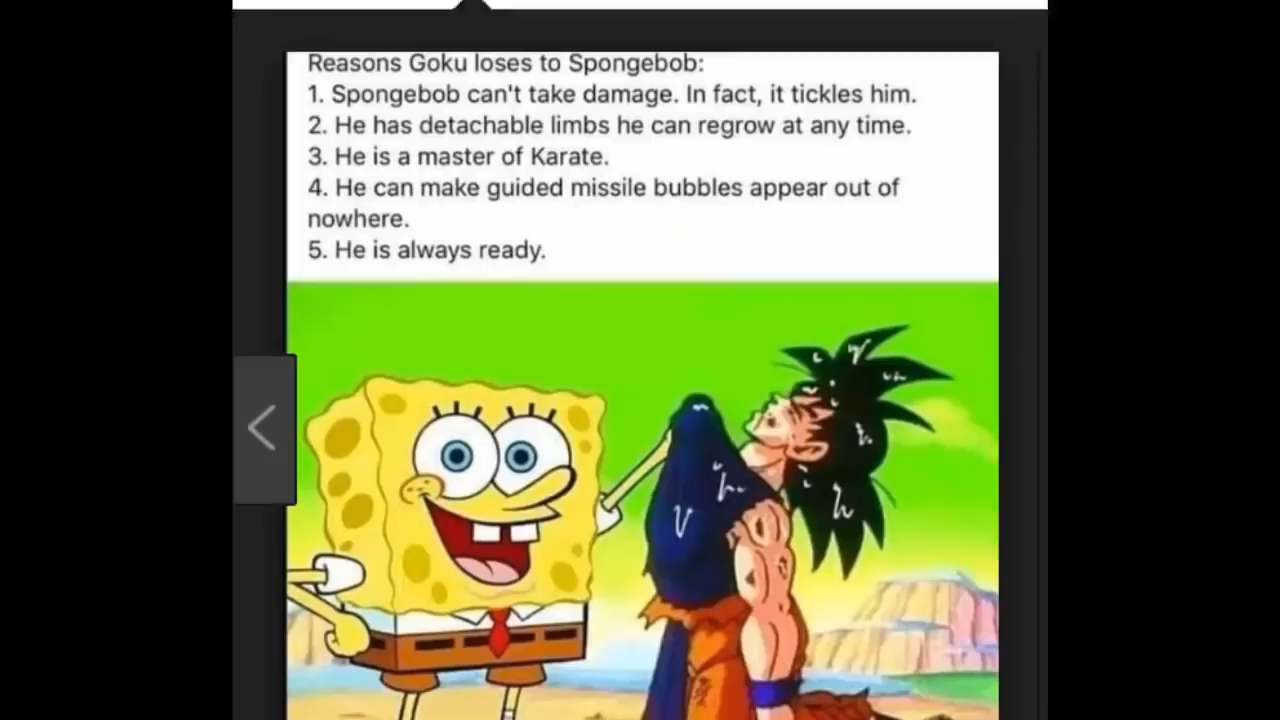 Reasons Goku loses to Spongebob:
1. Spongebob can't take damage. In fact, it tickles him.
2. He has detachable limbs he can regrow at any time.
3. He is a master of Karate.
4. He can make guided missile bubbles appear out of
nowhere.
5. He is always ready.